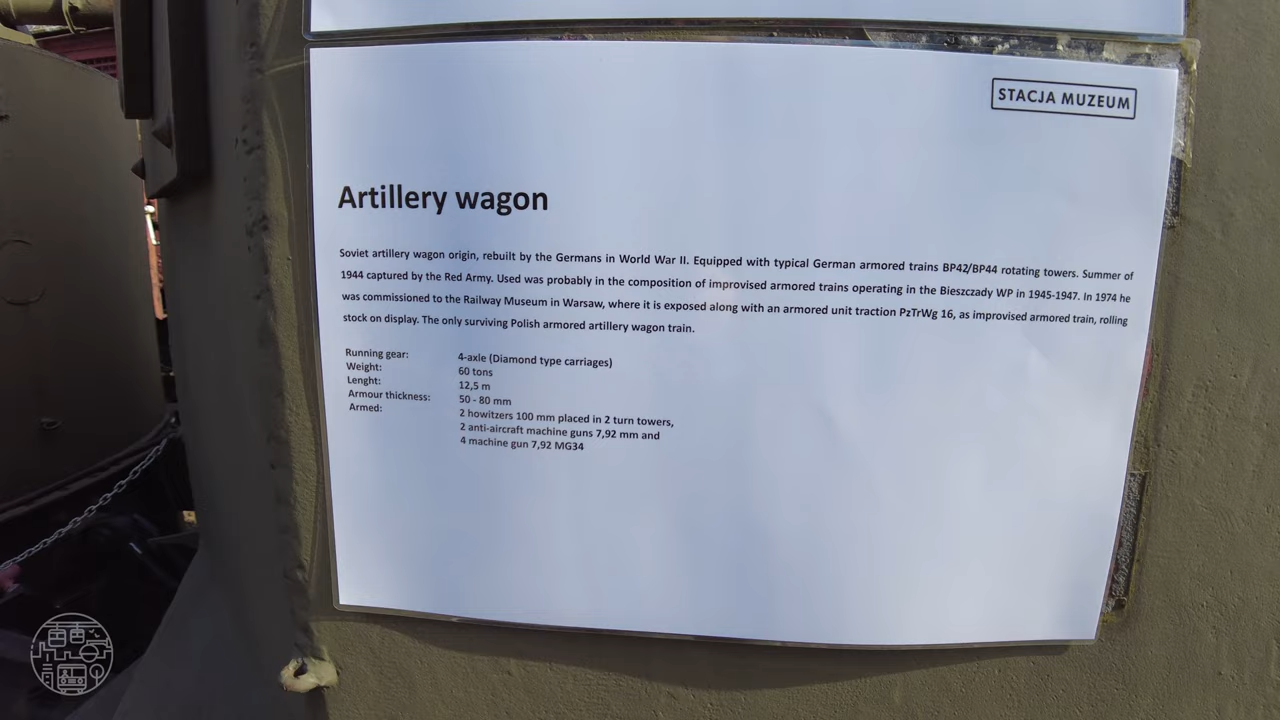 STACJA MUZEUM
Artillery wagon
Soviet artillery wagon origin, rebuilt by the Germans in World War II. Equipped with typical German armored trains BP42/BP44 rotating towers. Summer of
1944 captured by the Red Army. Used was probably in the composition of improvised armored trains operating in the Bieszczady WP in 1945-1947. In 1974 he
was commissioned to the Railway Museum in Warsaw, where it is exposed along with an armored unit traction PzTrWg 16, as improvised armored train, rolling
stock on display. The only surviving Polish armored artillery wagon train.
Running gear: 4-axle (Diamond type carriages)
Weight: 60 tons
Lenght: 12,5 m
Armour thickness: 50 - 80 mm
Armed: 2 howitzers 100 mm placed in 2 turn towers,
2 anti-aircraft machine guns 7,92 mm and
4 machine gun 7,92 MG34